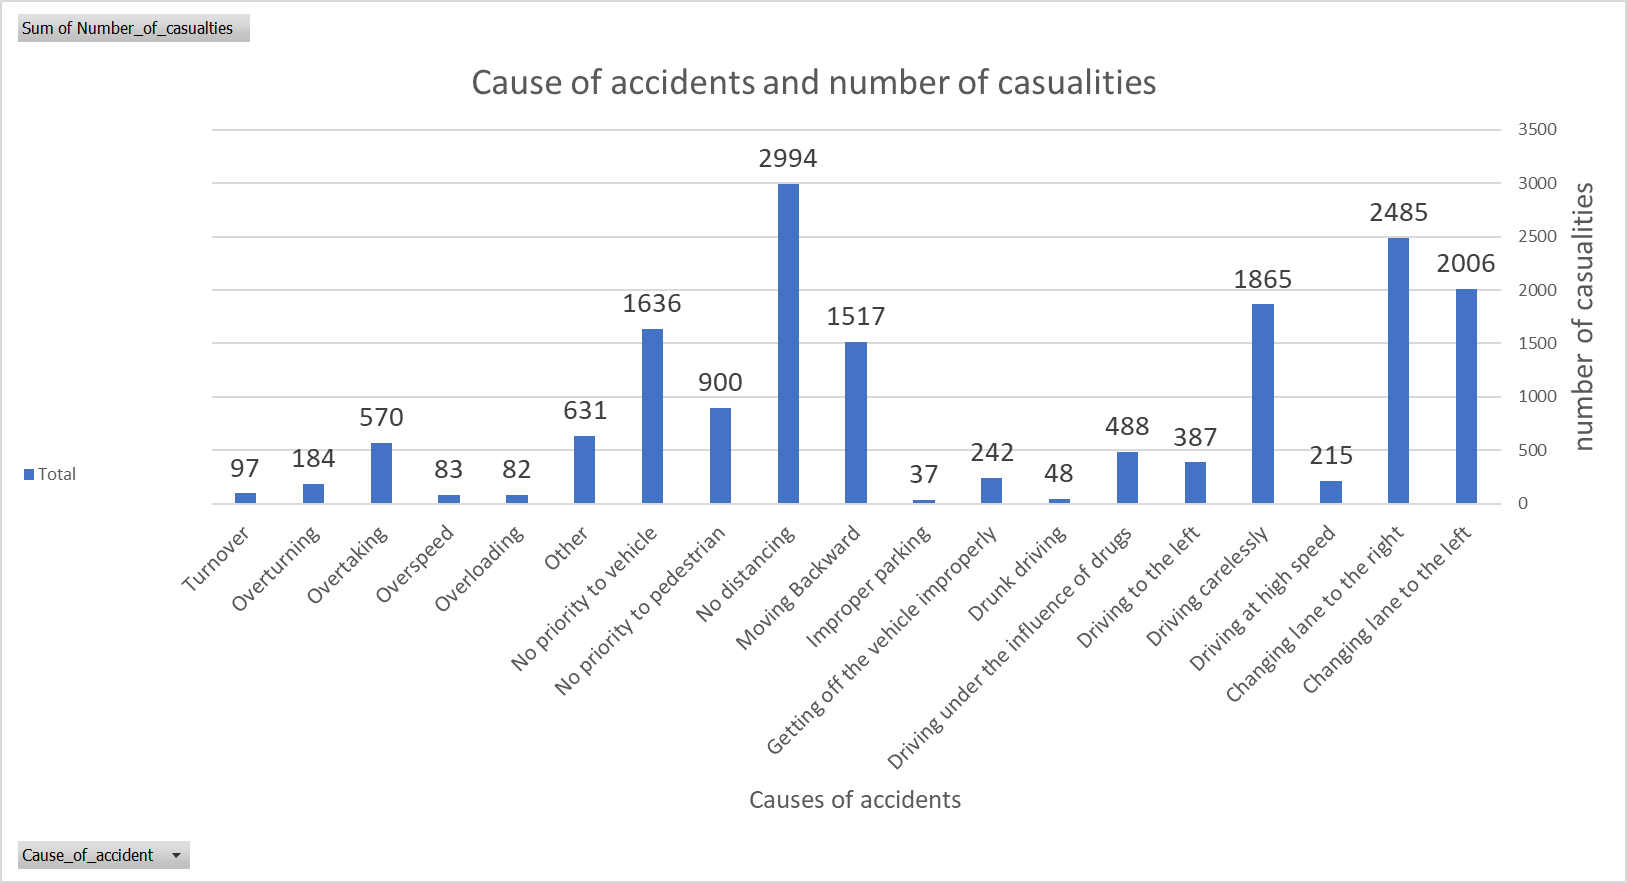 Sum of Number_of_casualties
Cause of accidents and number of casualities
3500
3000
2500
2000
1500
1000
500
0
number of casualities
97
184
570
83
82
631
1636
900
2994
1517
37
242
48
488
387
1865
215
2485
2006
Total
Turnover
Overturning
Overtaking
Overspeed
Overloading
Other
No priority to vehicle
No priority to pedestrian
No distancing
Moving Backward
Improper parking
Getting off the vehicle improperly
Drunk driving
Driving under the influence of drugs
Driving to the left
Driving carelessly
Driving at high speed
Changing lane to the right
Changing lane to the left
Causes of accidents
Cause_of_accident